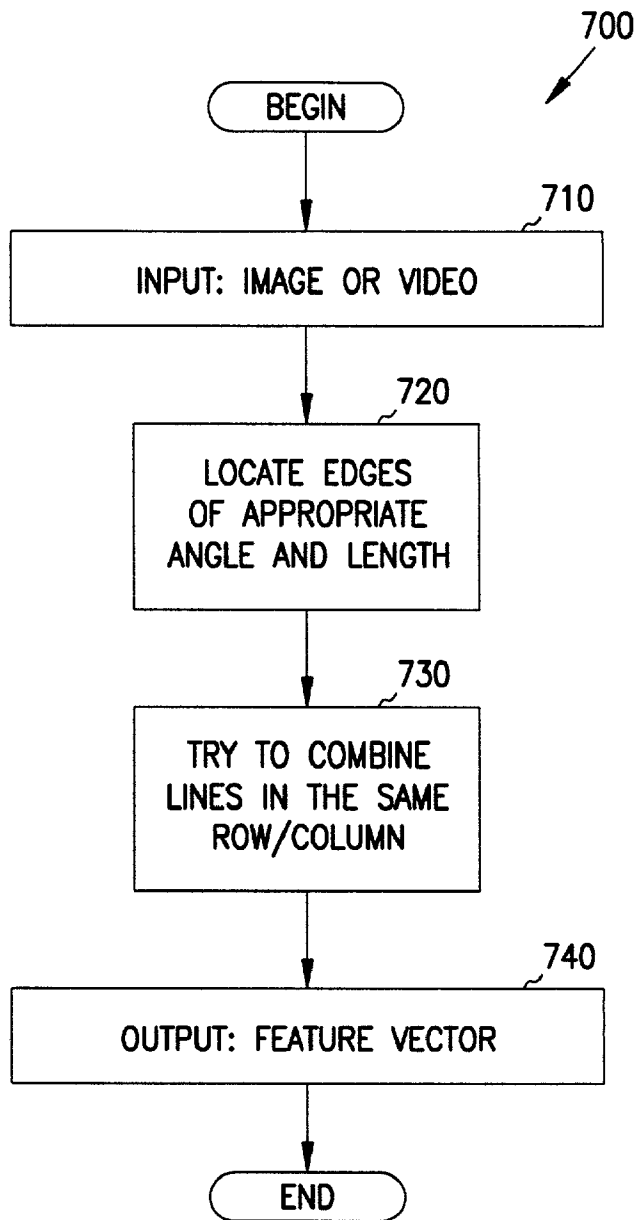 700
BEGIN
710
INPUT: IMAGE OR VIDEO
720
LOCATE EDGES
OF APPROPRIATE
ANGLE AND LENGTH
730
TRY TO COMBINE
LINES IN THE SAME
ROW/COLUMN
740
OUTPUT: FEATURE VECTOR
END